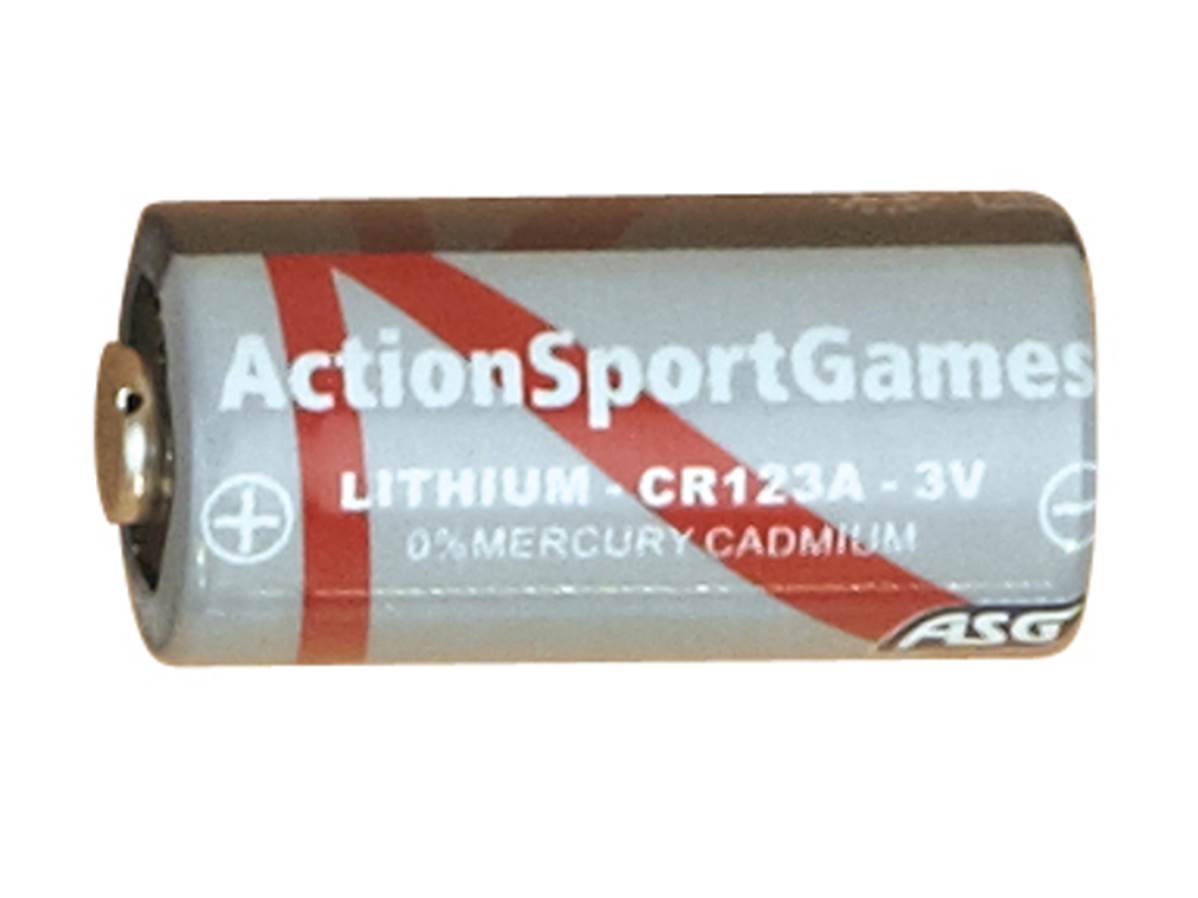 ActionSportGames
LITHIUM - CR123A - 3V
+ −
0%MERCURY CADMIUM
ASG